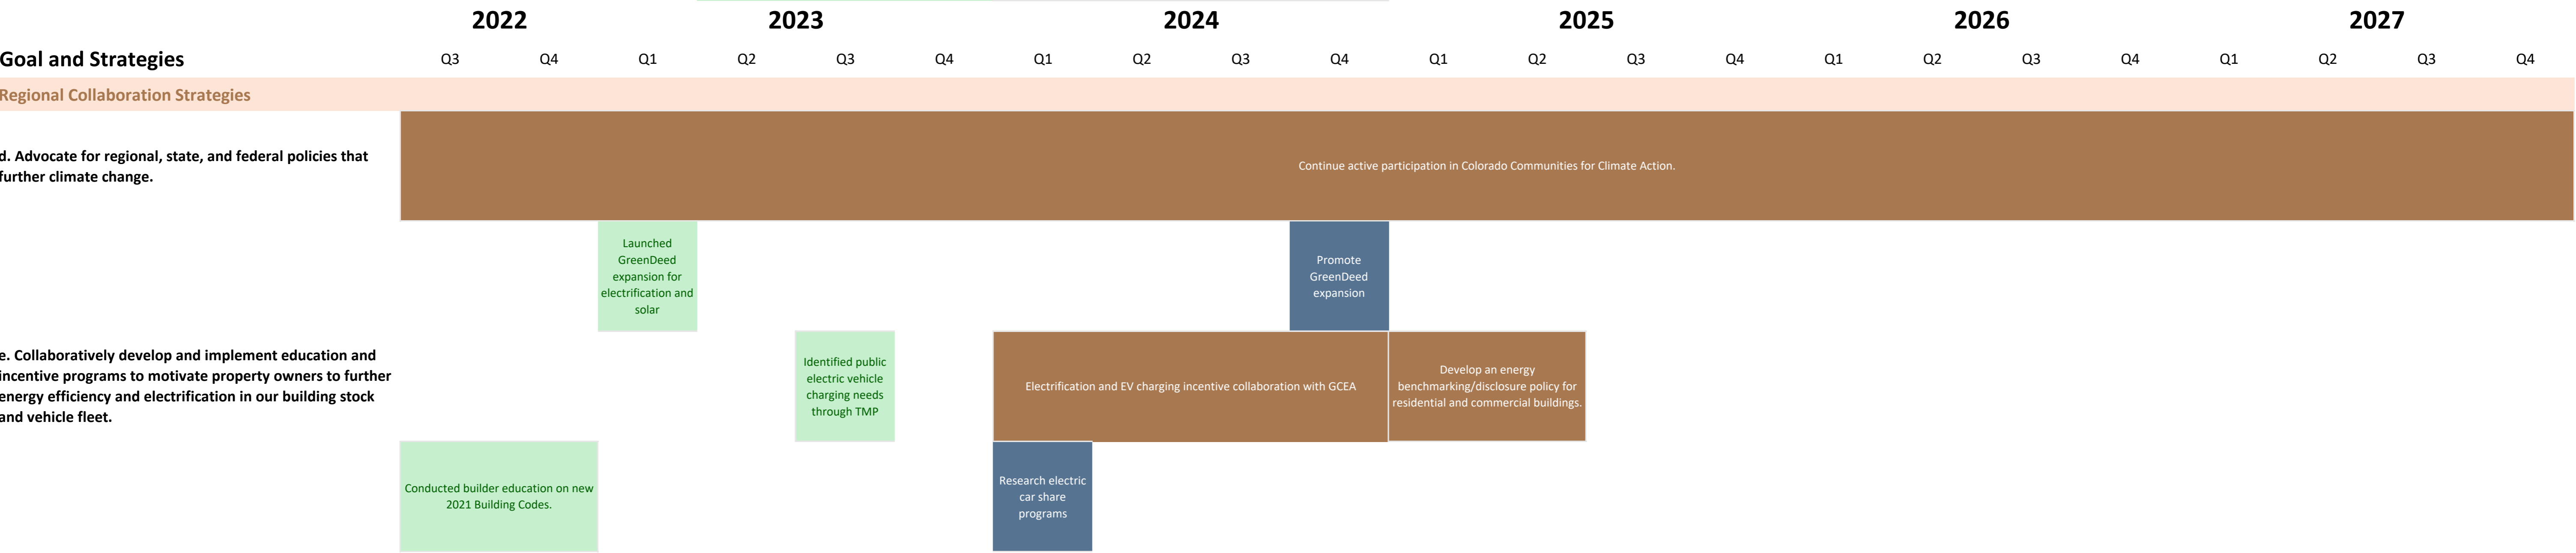 2022 2023 2024 2025 2026 2027
Goal and Strategies Q3 Q4 Q1 Q2 Q3 Q4 Q1 Q2 Q3 Q4 Q1 Q2 Q3 Q4 Q1 Q2 Q3 Q4 Q1 Q2 Q3 Q4
Regional Collaboration Strategies
d. Advocate for regional, state, and federal policies that
further climate change.
Continue active participation in Colorado Communities for Climate Action.
Launched
GreenDeed
expansion for
electrification and
solar
Promote
GreenDeed
expansion
e. Collaboratively develop and implement education and
incentive programs to motivate property owners to further
energy efficiency and electrification in our building stock
and vehicle fleet.
Identified public
electric vehicle
charging needs
through TMP
Electrification and EV charging incentive collaboration with GCEA
Develop an energy
benchmarking/disclosure policy for
residential and commercial buildings.
Conducted builder education on new
2021 Building Codes.
Research electric
car share
programs